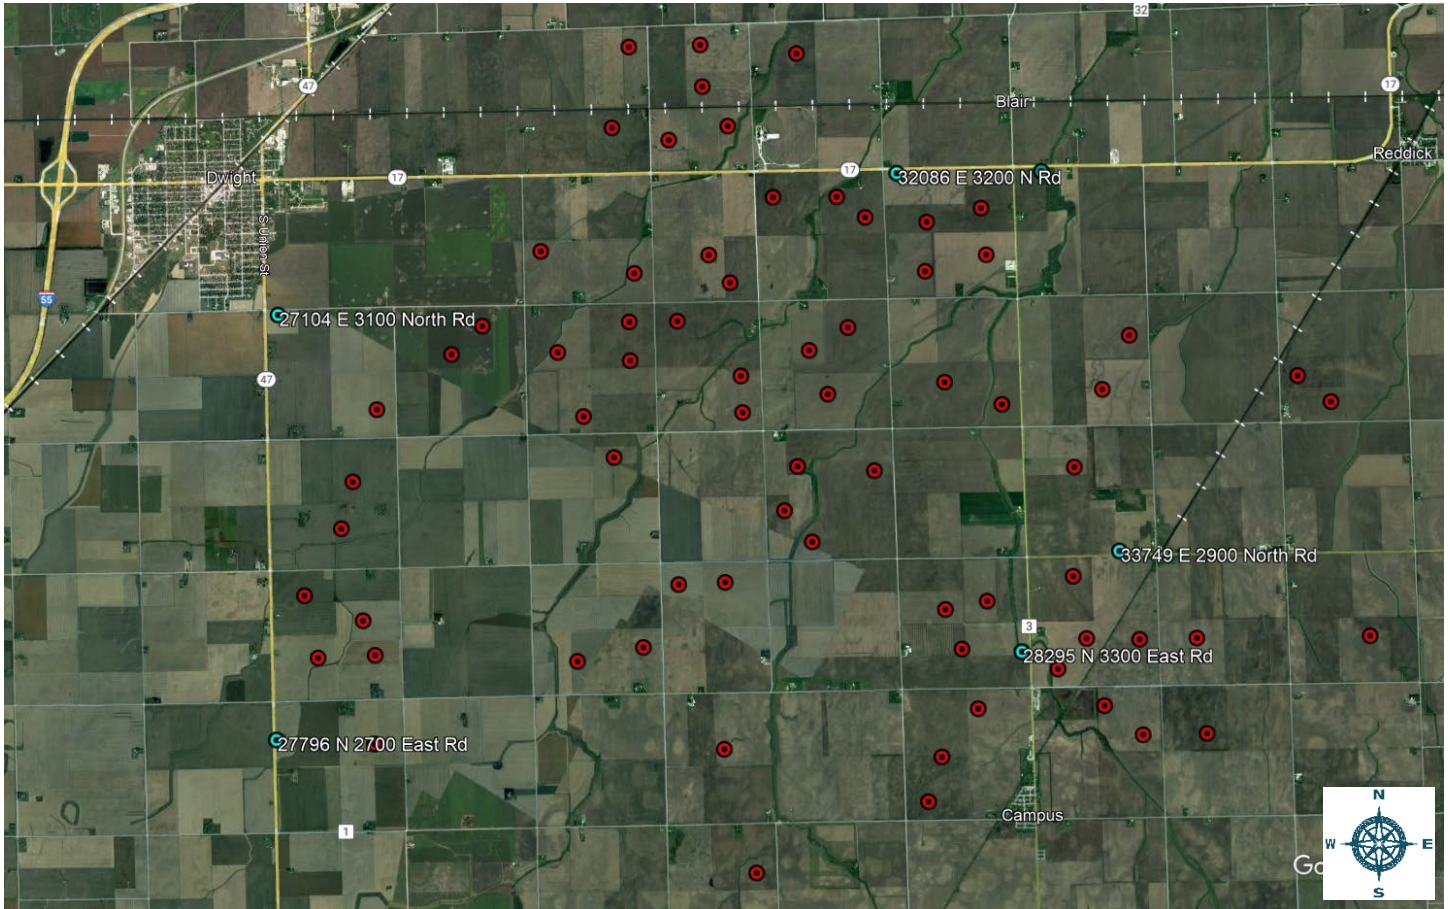 32
47
17
Blair
Reddick
Dwight
17
17
32086 E 3200 N Rd
S Union St
55
27104 E 3100 North Rd
47
33749 E 2900 North Rd
3
28295 N 3300 East Rd
27796 N 2700 East Rd
1
Campus
Go
N
W
E
S